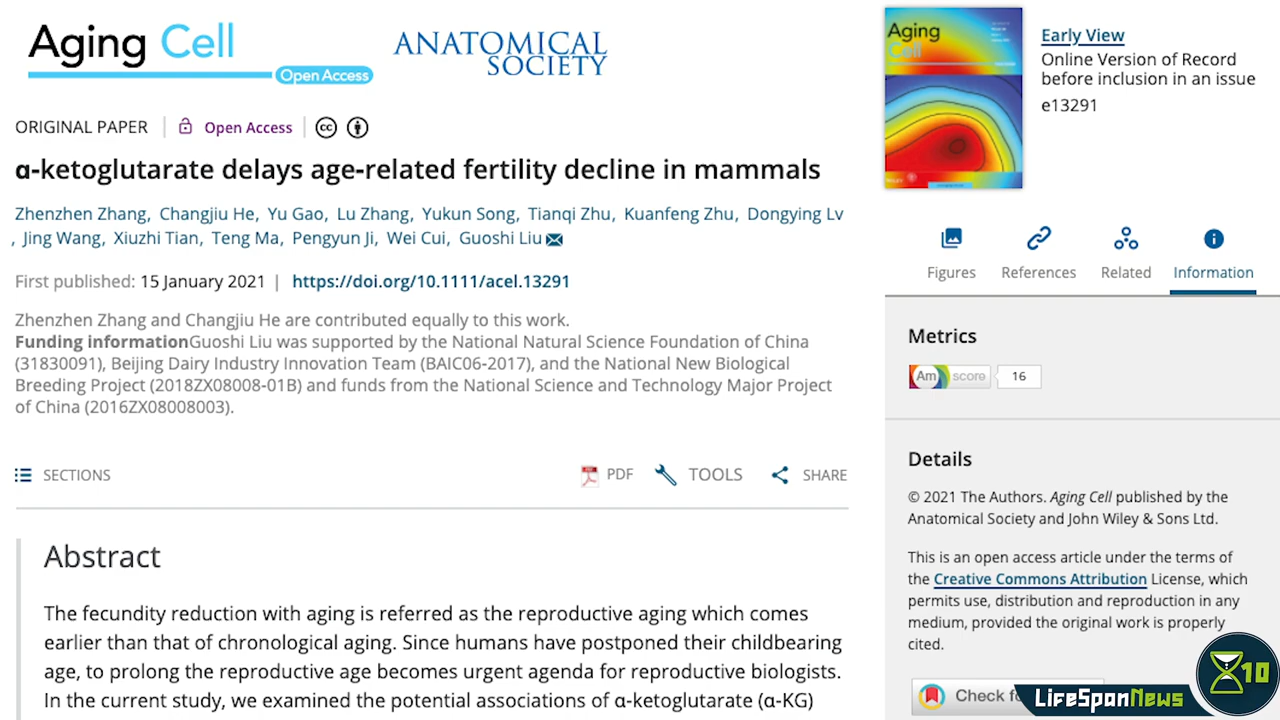 Aging Cell
Open Access
ANATOMICAL
SOCIETY
ORIGINAL PAPER | Open Access | cc
α-ketoglutarate delays age-related fertility decline in mammals
Zhenzhen Zhang, Changjiu He, Yu Gao, Lu Zhang, Yukun Song, Tianqi Zhu, Kuanfeng Zhu, Dongying Lv
, Jing Wang, Xiuzhi Tian, Teng Ma, Pengyun Ji, Wei Cui, Guoshi Liu
First published: 15 January 2021 | https://doi.org/10.1111/acel.13291
Zhenzhen Zhang and Changjiu He are contributed equally to this work.
Funding informationGuoshi Liu was supported by the National Natural Science Foundation of China
(31830091), Beijing Dairy Industry Innovation Team (BAIC06-2017), and the National New Biological
Breeding Project (2018ZX08008-01B) and funds from the National Science and Technology Major Project
of China (2016ZX08008003).
SECTIONS
PDF
TOOLS
SHARE
Abstract
The fecundity reduction with aging is referred as the reproductive aging which comes
earlier than that of chronological aging. Since humans have postponed their childbearing
age, to prolong the reproductive age becomes urgent agenda for reproductive biologists.
In the current study, we examined the potential associations of α-ketoglutarate (α-KG)
Aging
Cell
Early View
Online Version of Record
before inclusion in an issue
e13291
Figures
References
Related
Information
Metrics
Am score 16
Details
© 2021 The Authors. Aging Cell published by the
Anatomical Society and John Wiley & Sons Ltd.
This is an open access article under the terms of
the Creative Commons Attribution License, which
permits use, distribution and reproduction in any
medium, provided the original work is properly
cited.
Check
LifeSpanNews
10